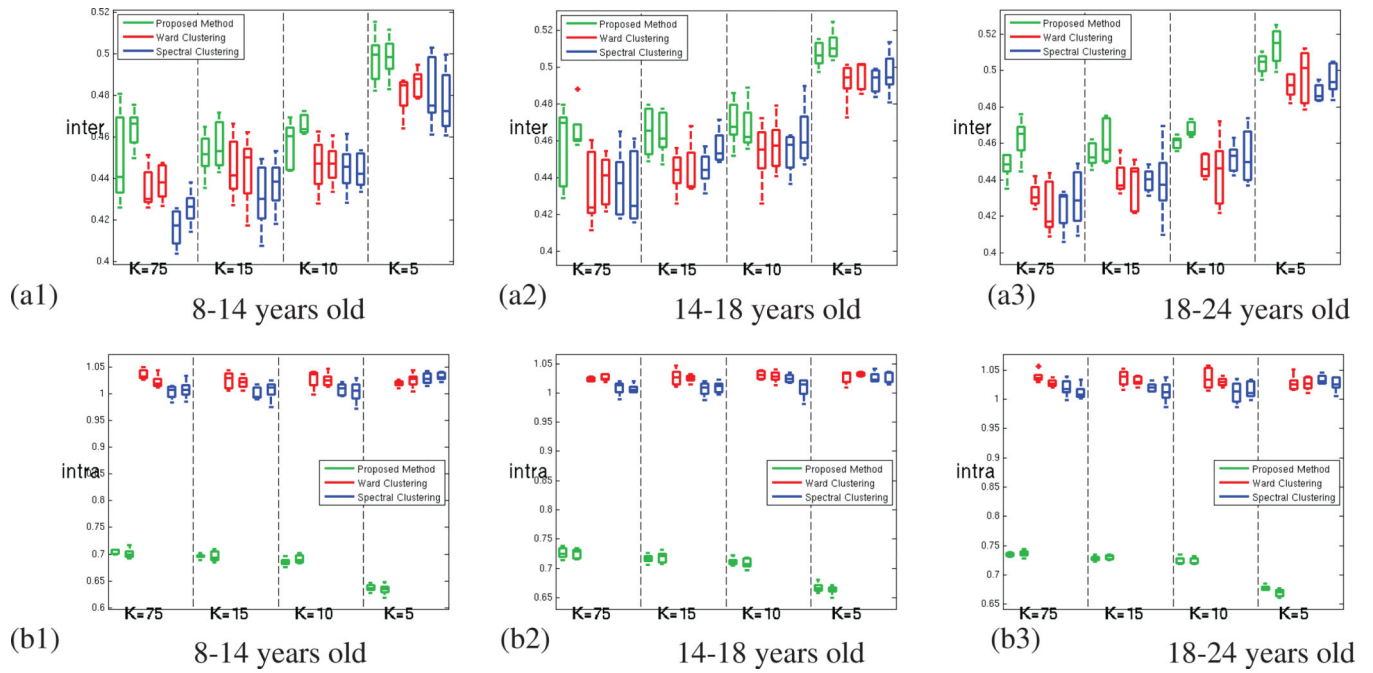 0.52
0.5
0.48
0.46
0.44
0.42
0.4
inter
Proposed Method
Ward Clustering
Spectral Clustering
K=75 K=15 K=10 K=5
(a1) 8-14 years old
0.52
0.5
0.48
0.46
0.44
0.42
0.4
inter
Proposed Method
Ward Clustering
Spectral Clustering
K=75 K=15 K=10 K=5
(a2) 14-18 years old
0.52
0.5
0.48
0.46
0.44
0.42
0.4
inter
Proposed Method
Ward Clustering
Spectral Clustering
K=75 K=15 K=10 K=5
(a3) 18-24 years old
1.05
1
0.95
0.9
0.85
0.8
0.75
0.7
0.65
0.6
intra
Proposed Method
Ward Clustering
Spectral Clustering
K=75 K=15 K=10 K=5
(b1) 8-14 years old
1.05
1
0.95
0.9
0.85
0.8
0.75
0.7
0.65
0.6
intra
Proposed Method
Ward Clustering
Spectral Clustering
K=75 K=15 K=10 K=5
(b2) 14-18 years old
1.05
1
0.95
0.9
0.85
0.8
0.75
0.7
0.65
intra
Proposed Method
Ward Clustering
Spectral Clustering
K=75 K=15 K=10 K=5
(b3) 18-24 years old